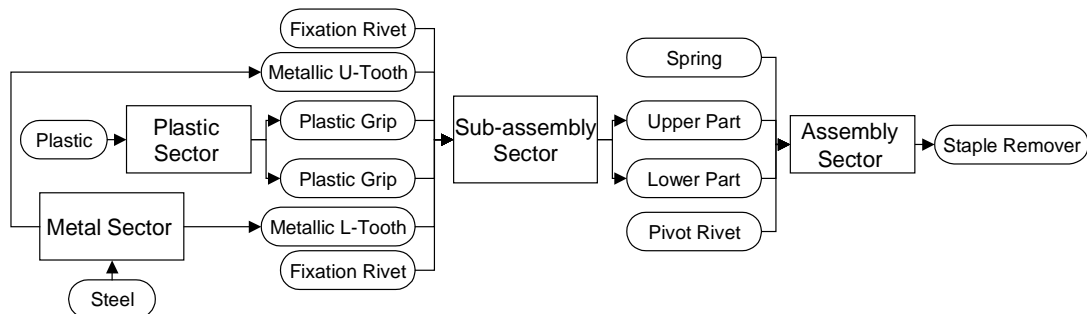 Fixation Rivet
Metallic U-Tooth
Plastic
Plastic
Sector
Plastic Grip
Plastic Grip
Metal Sector
Metallic L-Tooth
Steel
Fixation Rivet
Sub-assembly
Sector
Spring
Upper Part
Lower Part
Pivot Rivet
Assembly
Sector
Staple Remover